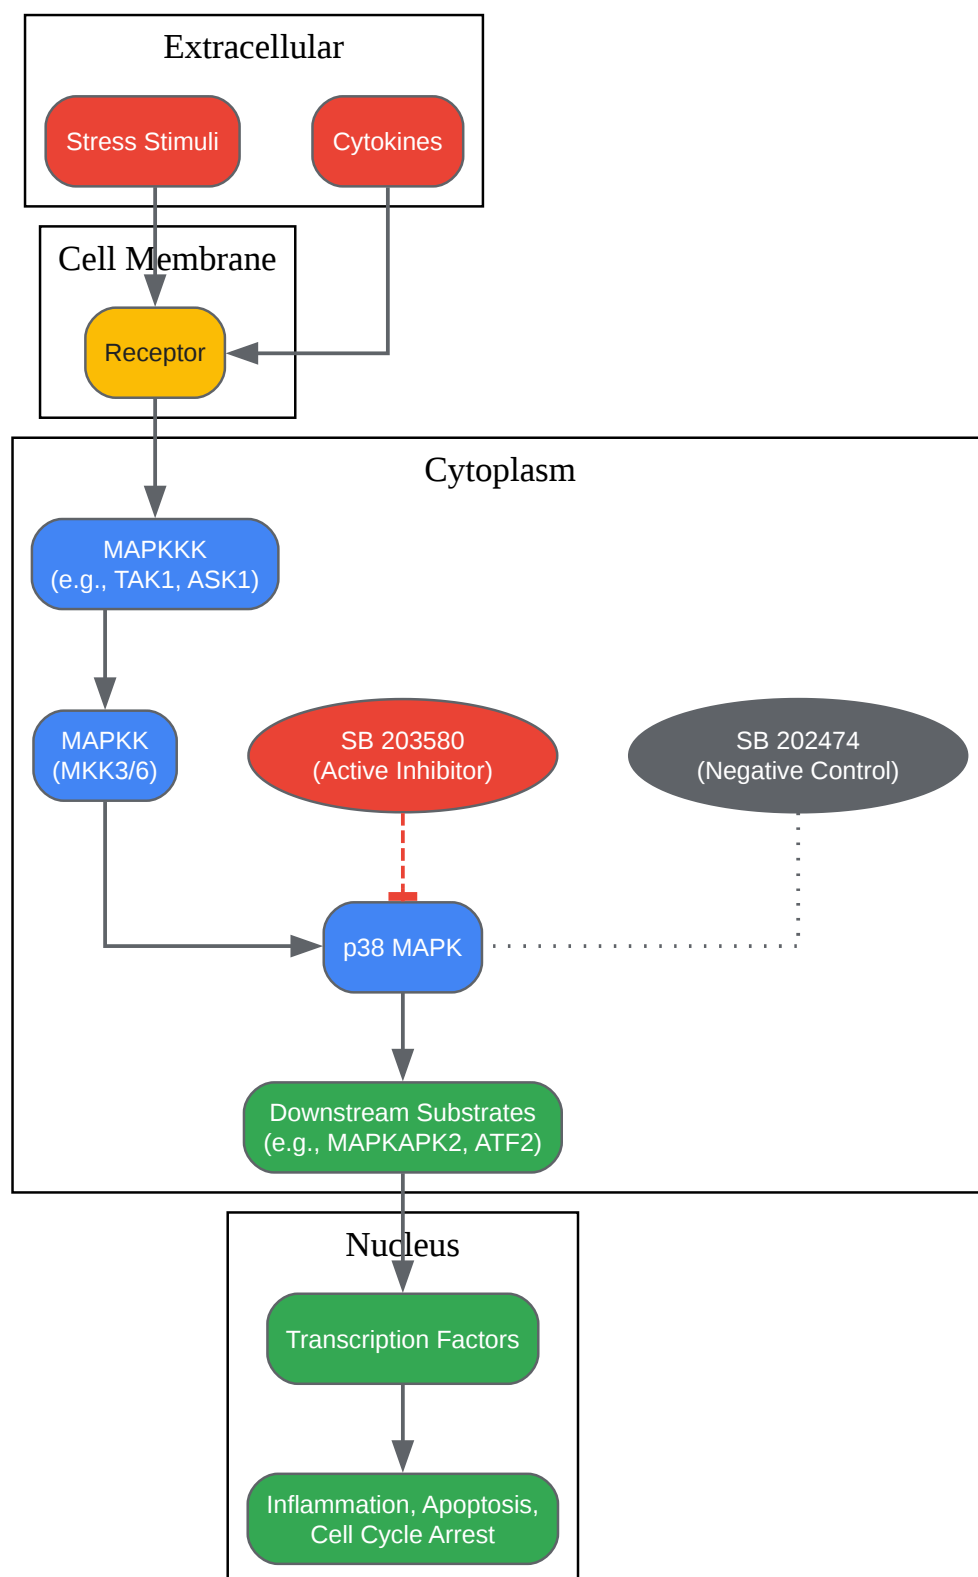 Extracellular
Stress Stimuli
Cytokines
Cell Membrane
Receptor
Cytoplasm
MAPKKK
(e.g., TAK1, ASK1)
MAPKK
(MKK3/6)
SB 203580
(Active Inhibitor)
SB 202474
(Negative Control)
p38 MAPK
Downstream Substrates
(e.g., MAPKAPK2, ATF2)
Nucleus
Transcription Factors
Inflammation, Apoptosis,
Cell Cycle Arrest